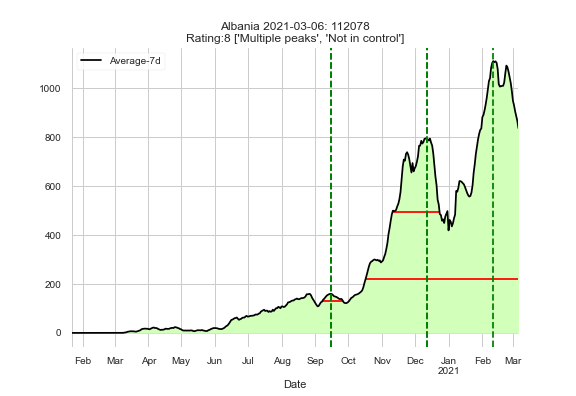 Albania 2021-03-06: 112078
Rating:8 ['Multiple peaks', 'Not in control']
Average-7d
1000
800
600
400
200
0
Feb Mar Apr May Jun Jul Aug Sep Oct Nov Dec Jan Feb Mar
2021
Date